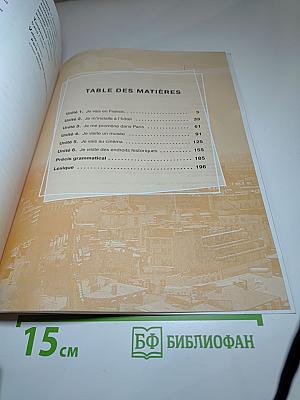 TABLE DES MATIÈRES
Unité 1. Je vais en France 3
Unité 2. Je m'installe à l'hôtel 39
Unité 3. Je me promène dans Paris 61
Unité 4. Je visite un musée 91
Unité 5. Je vais au cinéma 125
Unité 6. Je visite des endroits historiques 155
Précis grammatical 185
Lexique 196
15 см
БФ БИБЛИОФАН